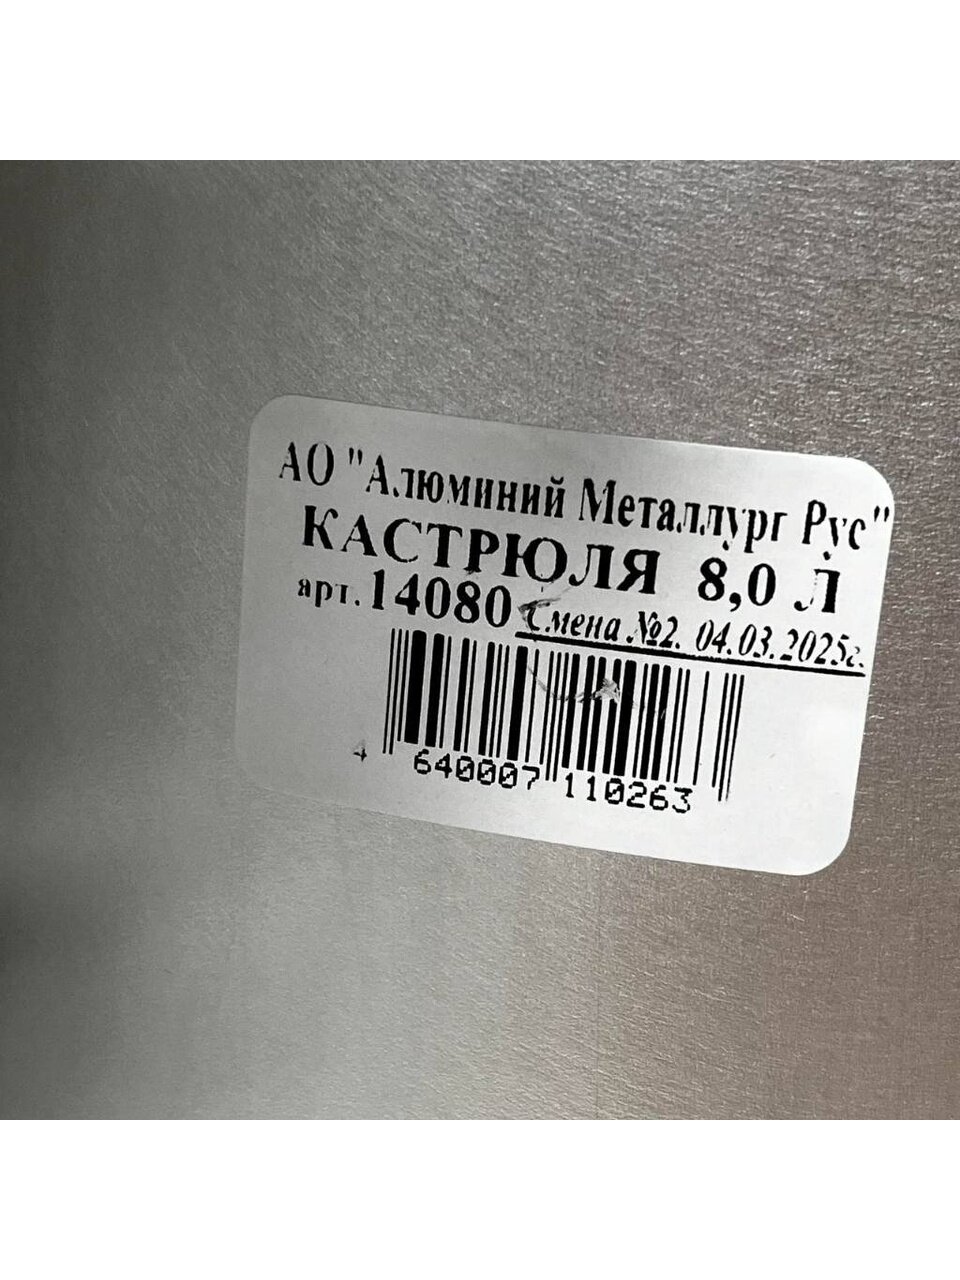 АО "Алюминий Металлург Рус"
КАСТРЮЛЯ 8,0 Л
арт.14080 Смена №2. 04.03.2025г.
4 640007 110263